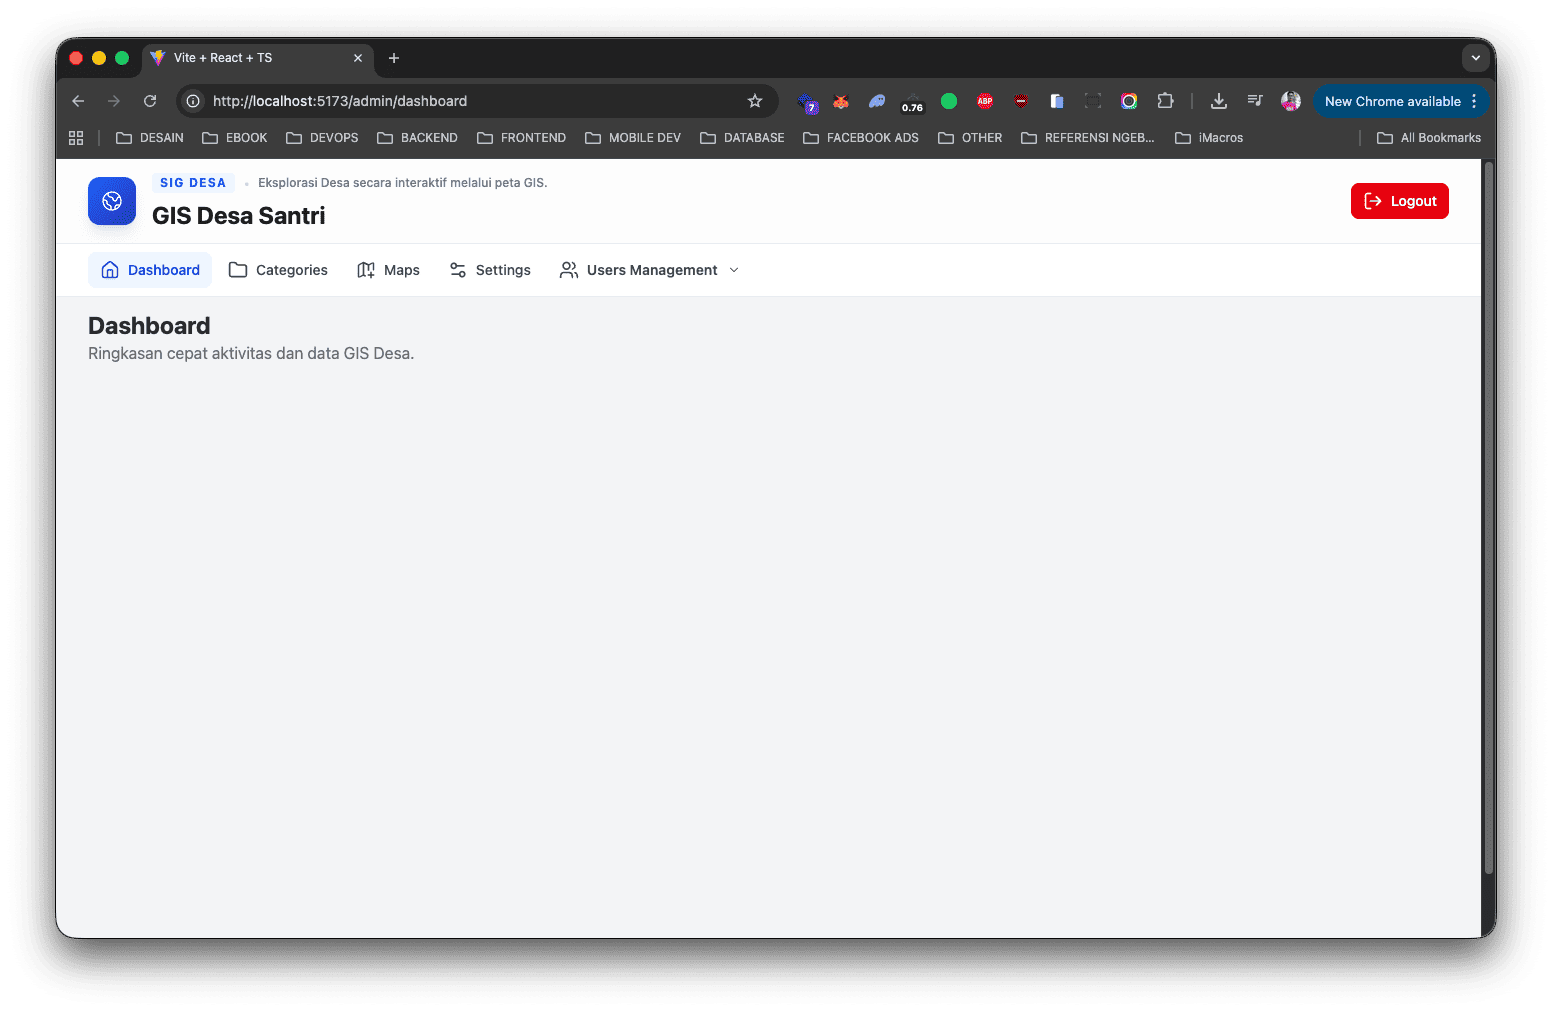 Vite + React + TS
http://localhost:5173/admin/dashboard
7
0.76
ABP
New Chrome available
DESAIN
EBOOK
DEVOPS
BACKEND
FRONTEND
MOBILE DEV
DATABASE
FACEBOOK ADS
OTHER
REFERENSI NGEB...
iMacros
All Bookmarks
SIG DESA
Eksplorasi Desa secara interaktif melalui peta GIS.
GIS Desa Santri
Logout
Dashboard
Categories
Maps
Settings
Users Management
Dashboard
Ringkasan cepat aktivitas dan data GIS Desa.